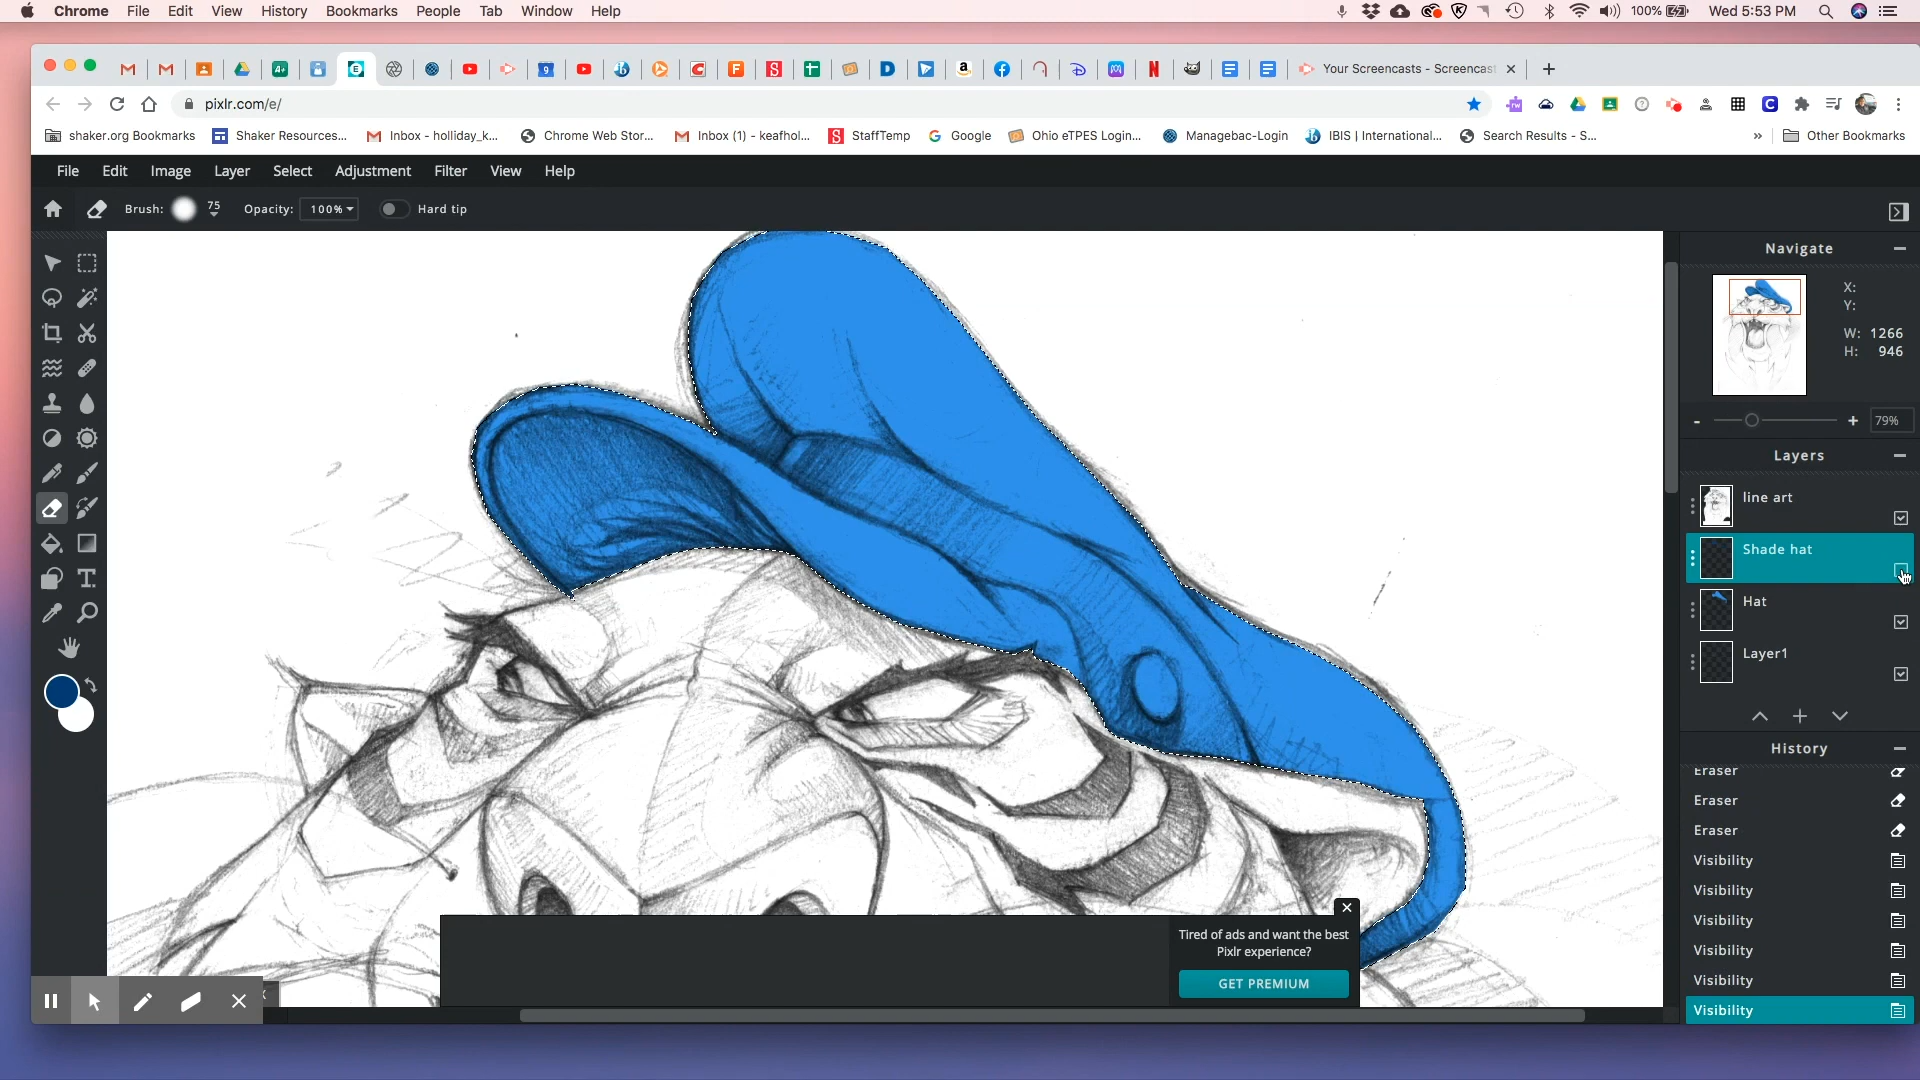 Chrome File Edit View History Bookmarks People Tab Window Help 100% Wed 5:53 PM
Your Screencasts - Screencast
pixlr.com/e/
shaker.org Bookmarks Shaker Resources... Inbox - holliday_k... Chrome Web Stor... Inbox (1) - keafhol... StaffTemp Google Ohio eTPES Login... Managebac-Login IBIS | International... Search Results - S... » Other Bookmarks
File Edit Image Layer Select Adjustment Filter View Help
Brush: 75 Opacity: 100% Hard tip
Navigate
X:
Y:
W: 1266
H: 946
- + 79%
Layers
line art
Shade hat
Hat
Layer1
History
Eraser
Eraser
Eraser
Visibility
Visibility
Visibility
Visibility
Visibility
Visibility
Tired of ads and want the best
Pixlr experience?
GET PREMIUM